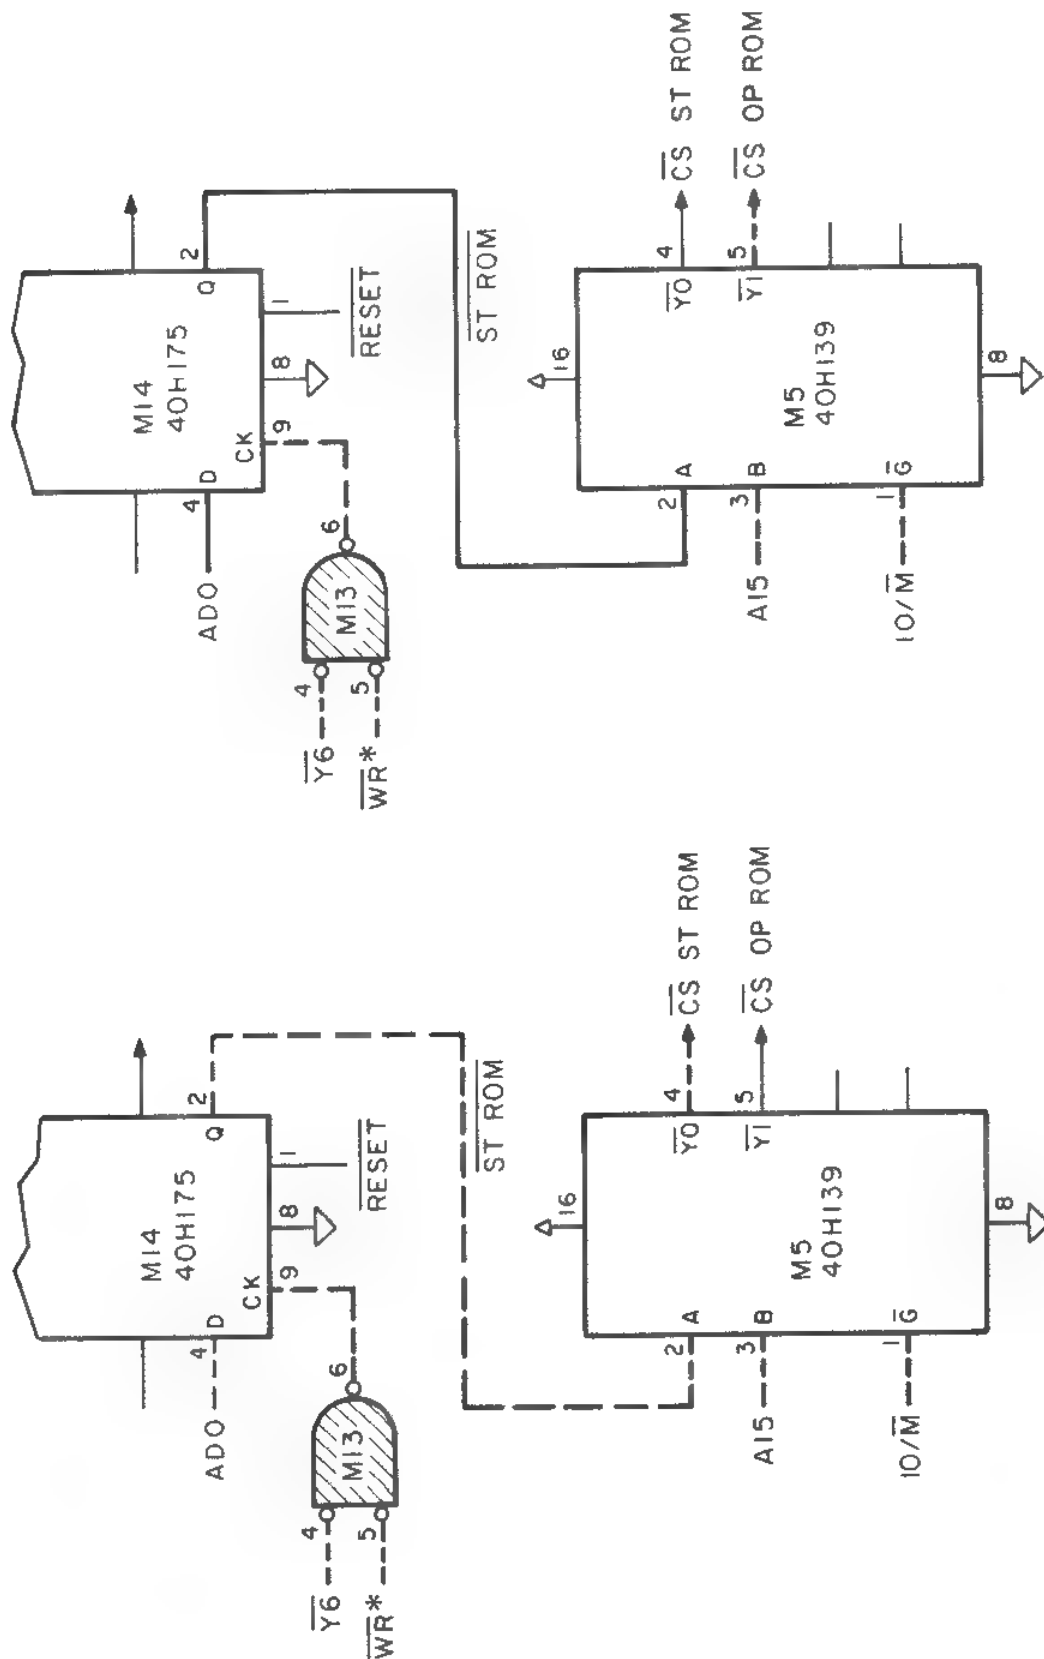 M14
40H175
AD0
4
D
Q
2
CK
9
8
1
RESET
Y6
4
WR*
5
M13
6
ST ROM
16
2
A
Y0
4
CS ST ROM
A15
3
B
Y1
5
CS OP ROM
M5
40H139
IO/M
1
G
8
M14
40H175
AD0
4
D
Q
2
CK
9
8
1
RESET
Y6
4
WR*
5
M13
6
ST ROM
16
2
A
Y0
4
CS ST ROM
A15
3
B
Y1
5
CS OP ROM
M5
40H139
IO/M
1
G
8